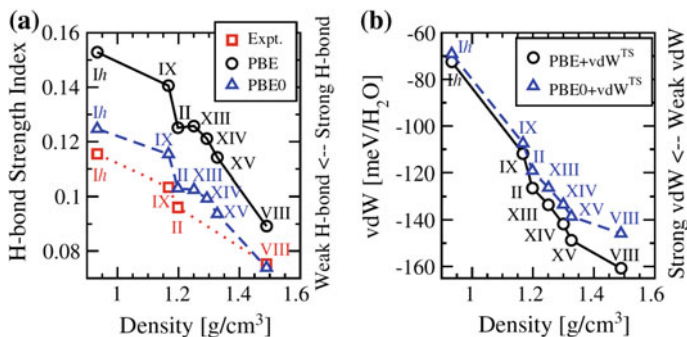 (a)
0.16
0.14
0.12
0.1
0.08
H-bond Strength Index
Expt.
PBE
PBE0
Ih
IX
II
XIII
XIV
XV
VIII
Ih
IX
II
XIII
XIV
XV
Ih
IX
II
VIII
1
1.2
1.4
1.6
Density [g/cm³]
Weak H-bond <-- Strong H-bond
(b)
-60
-80
-100
-120
-140
-160
vdW [meV/H₂O]
PBE+vdWᵀˢ
PBE0+vdWᵀˢ
Ih
Ih
IX
II
XIII
XIV
XV
VIII
IX
II
XIII
XIV
XV
VIII
1
1.2
1.4
1.6
Density [g/cm³]
Strong vdW <-- Weak vdW